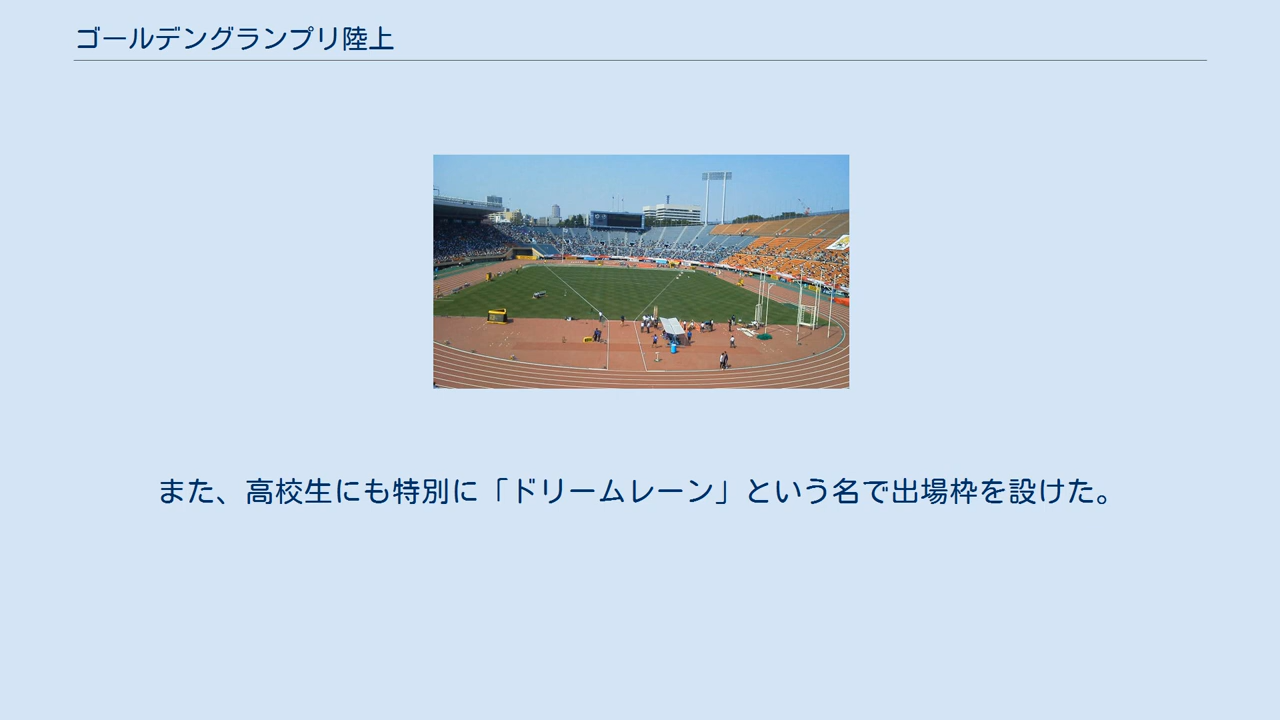 ゴールデングランプリ陸上
また、高校生にも特別に「ドリームレーン」という名で出場枠を設けた。